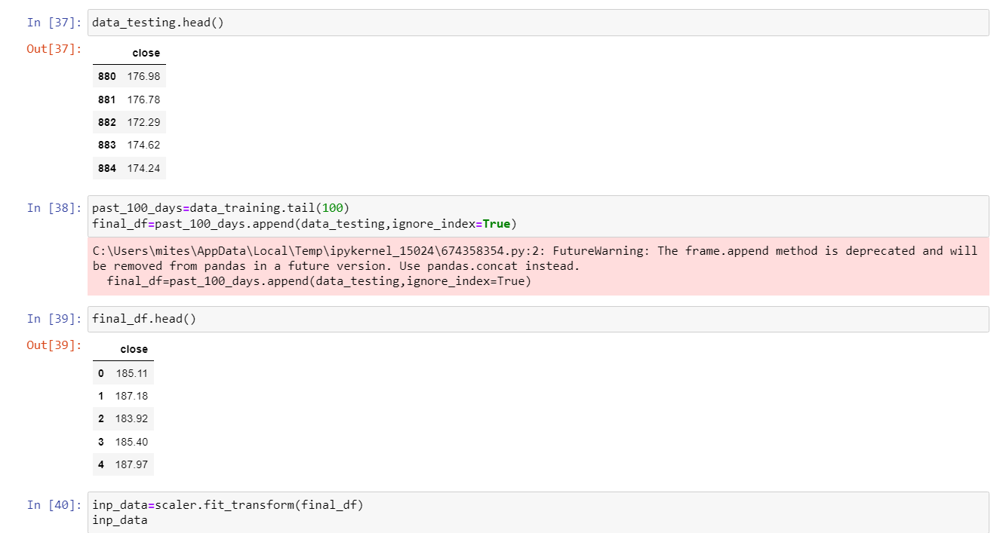 In [37]: data_testing.head()
Out[37]:
close
880 176.98
881 176.78
882 172.29
883 174.62
884 174.24
In [38]: past_100_days=data_training.tail(100)
final_df=past_100_days.append(data_testing,ignore_index=True)
C:\Users\mites\AppData\Local\Temp\ipykernel_15024\674358354.py:2: FutureWarning: The frame.append method is deprecated and will
be removed from pandas in a future version. Use pandas.concat instead.
  final_df=past_100_days.append(data_testing,ignore_index=True)
In [39]: final_df.head()
Out[39]:
close
0 185.11
1 187.18
2 183.92
3 185.40
4 187.97
In [40]: inp_data=scaler.fit_transform(final_df)
inp_data